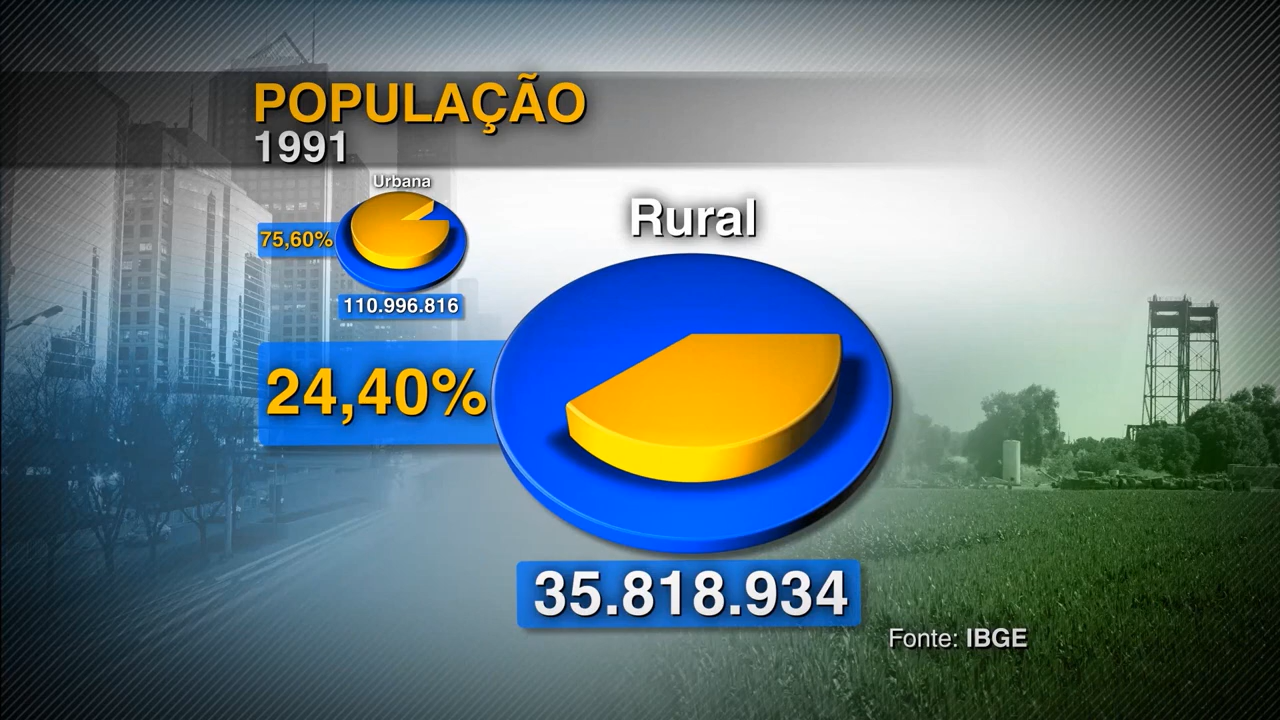 POPULAÇÃO
1991
Urbana
75,60%
110.996.816
Rural
24,40%
35.818.934
Fonte: IBGE